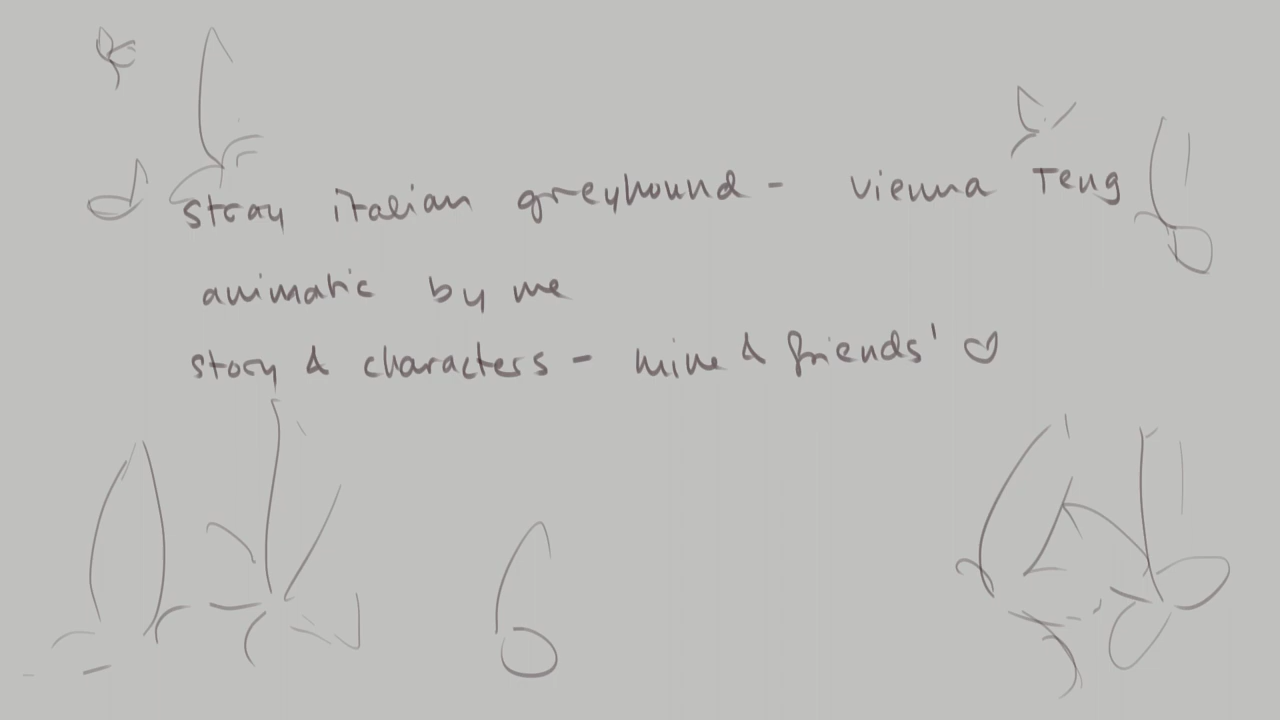 stray italian greyhound - vienna Teng
animatic by me
story & characters - mine & friends' ♡